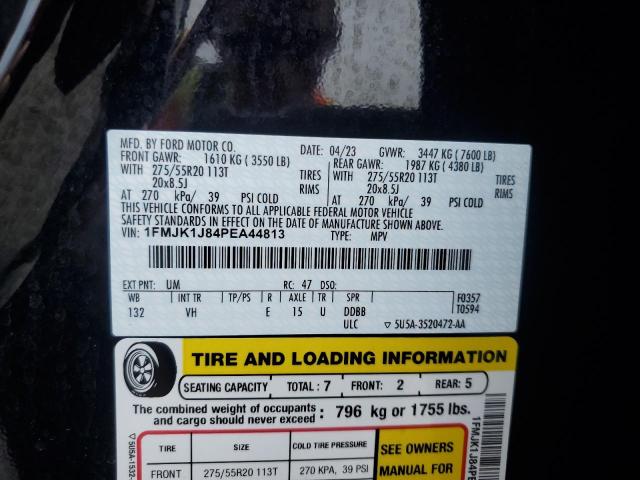 MFD. BY FORD MOTOR CO. DATE: 04/23 GVWR: 3447 KG (7600 LB)
FRONT GAWR: 1610 KG (3550 LB) REAR GAWR: 1987 KG (4380 LB)
WITH 275/55R20 113T TIRES WITH 275/55R20 113T TIRES
20x8.5J RIMS 20x8.5J RIMS
AT 270 kPa/ 39 PSI COLD AT 270 kPa/ 39 PSI COLD
THIS VEHICLE CONFORMS TO ALL APPLICABLE FEDERAL MOTOR VEHICLE
SAFETY STANDARDS IN EFFECT ON THE DATE OF MANUFACTURE SHOWN ABOVE.
VIN: 1FMJK1J84PEA44813 TYPE: MPV
EXT PNT: UM RC: 47 DSO:
WB INT TR TP/PS R AXLE TR SPR F0357
132 VH E 15 U DDBB T0594
ULC ▽ 5U5A-3520472-AA
TIRE AND LOADING INFORMATION
SEATING CAPACITY TOTAL: 7 FRONT: 2 REAR: 5
The combined weight of occupants
and cargo should never exceed: 796 kg or 1755 lbs.
TIRE SIZE COLD TIRE PRESSURE SEE OWNERS
FRONT 275/55R20 113T 270 KPA, 39 PSI MANUAL FOR
▽ 5U5A-1532-
1FMJK1J84PE